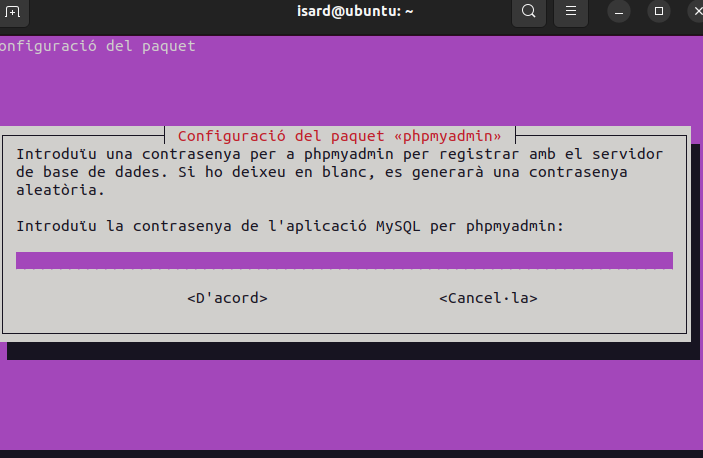 isard@ubuntu: ~
onfiguració del paquet
Configuració del paquet «phpmyadmin»
Introduïu una contrasenya per a phpmyadmin per registrar amb el servidor
de base de dades. Si ho deixeu en blanc, es generarà una contrasenya
aleatòria.
Introduïu la contrasenya de l'aplicació MySQL per phpmyadmin:
<D'acord> <Cancel·la>